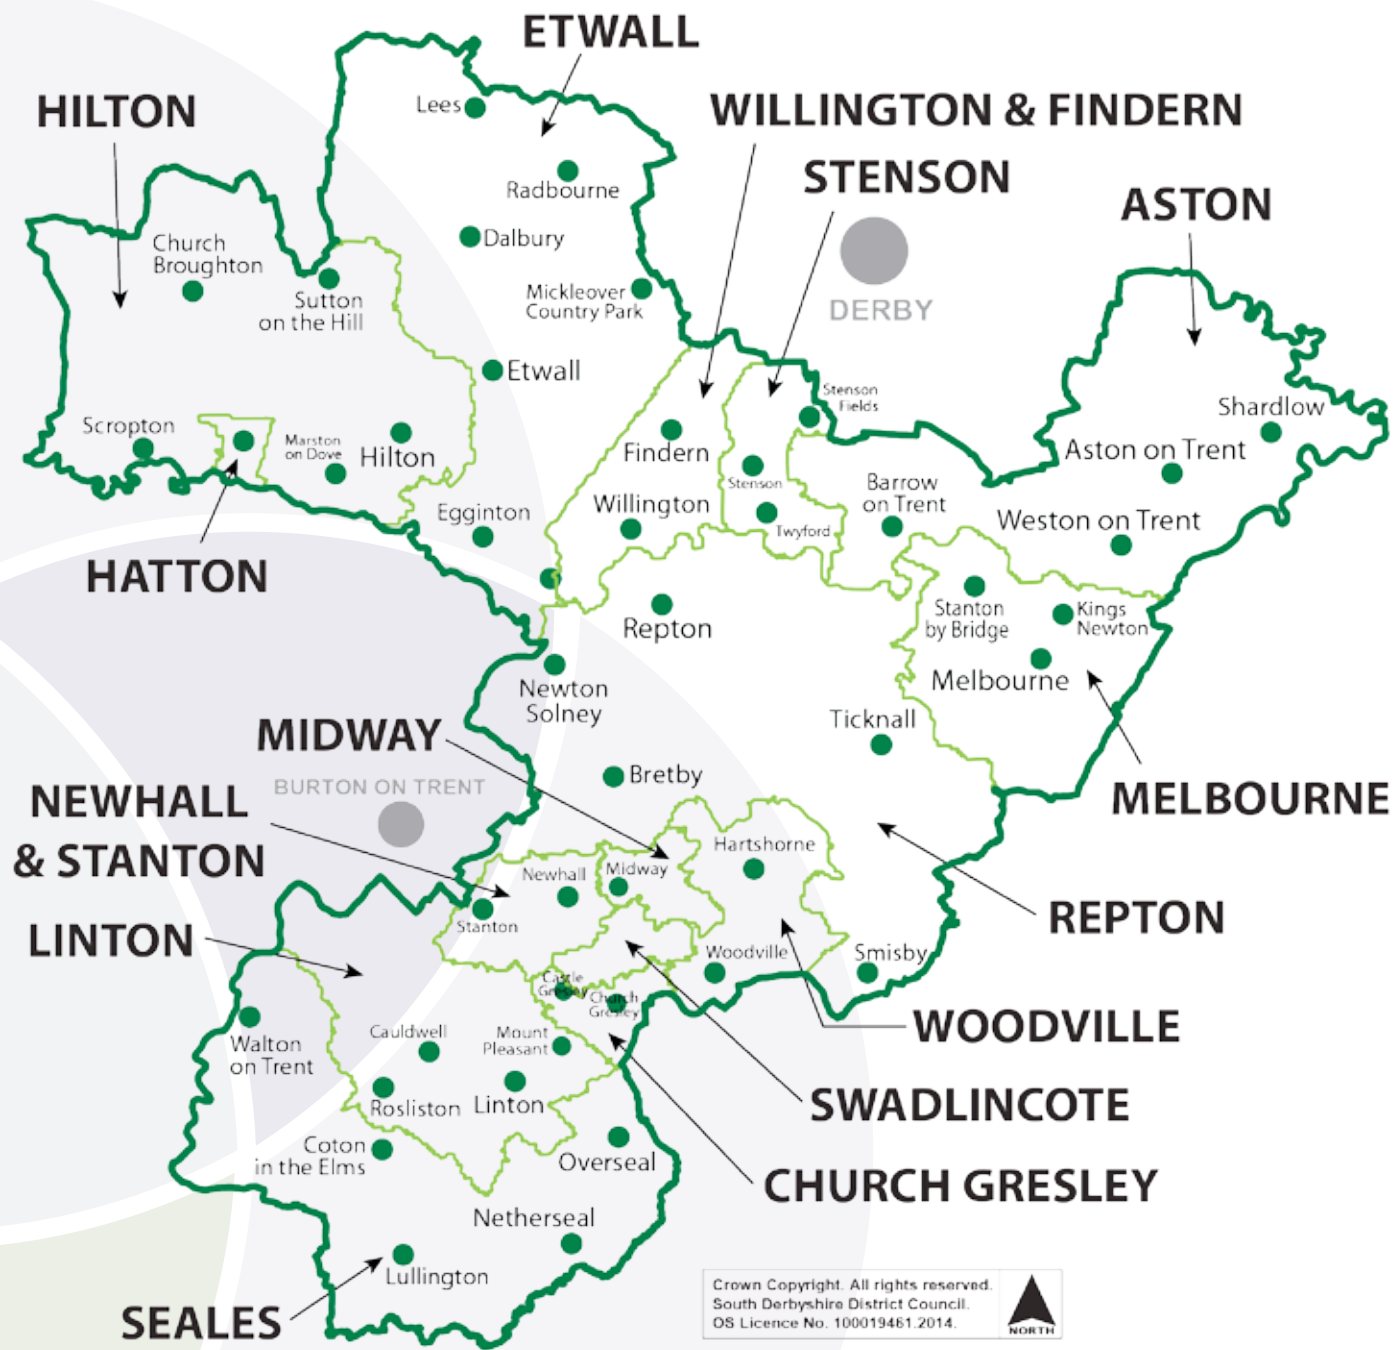 ETWALL
HILTON
WILLINGTON & FINDERN
STENSON
ASTON
Lees
Radbourne
Dalbury
Church
Broughton
Sutton
on the Hill
Mickleover
Country Park
DERBY
Etwall
Stenson
Fields
Shardlow
Scropton
Marston
on Dove
Hilton
Findern
Aston on Trent
Stenson
Barrow
on Trent
Egginton
Willington
Twyford
Weston on Trent
HATTON
Repton
Stanton
by Bridge
Kings
Newton
Melbourne
Newton
Solney
Ticknall
MIDWAY
BURTON ON TRENT
Bretby
NEWHALL
& STANTON
MELBOURNE
Hartshorne
Newhall
Midway
Stanton
REPTON
LINTON
Woodville
Smisby
Castle
Gresley
Church
Gresley
WOODVILLE
Walton
on Trent
Cauldwell
Mount
Pleasant
Rosliston
Linton
SWADLINCOTE
Coton
in the Elms
Overseal
CHURCH GRESLEY
Netherseal
Lullington
SEALES
Crown Copyright. All rights reserved.
South Derbyshire District Council.
OS Licence No. 100019461.2014.
NORTH